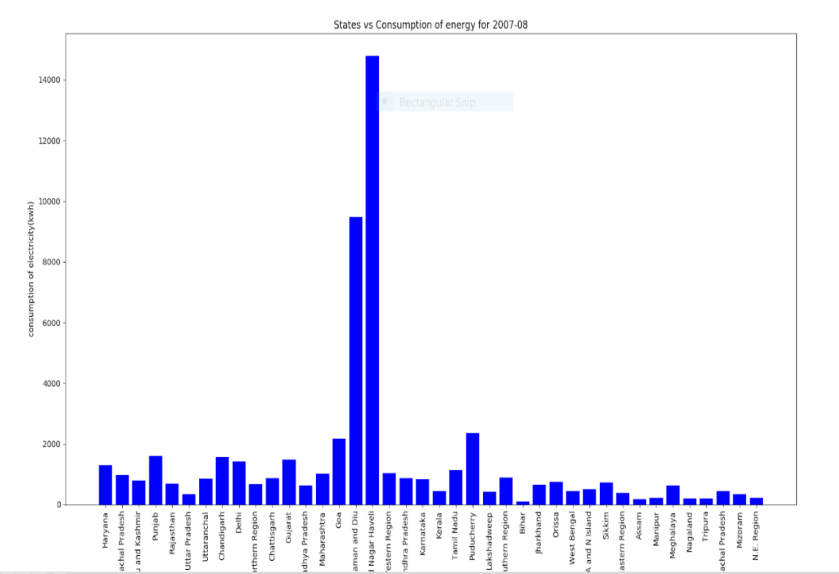 States vs Consumption of energy for 2007-08
Rectangular Snip
14000
12000
10000
8000
6000
4000
2000
0
consumption of electricity(kwh)
Haryana
achal Pradesh
u and Kashmir
Punjab
Rajasthan
Uttar Pradesh
Uttaranchal
Chandigarh
Delhi
rthern Region
Chattisgarh
Gujarat
adhya Pradesh
Maharashtra
Goa
aman and Diu
d Nagar Haveli
estern Region
ndhra Pradesh
Karnataka
Kerala
Tamil Nadu
Puducherry
Lakshadweep
uthern Region
Bihar
Jharkhand
Orissa
West Bengal
A and N Island
Sikkim
astern Region
Assam
Manipur
Meghalaya
Nagaland
Tripura
achal Pradesh
Mizoram
N.E. Region